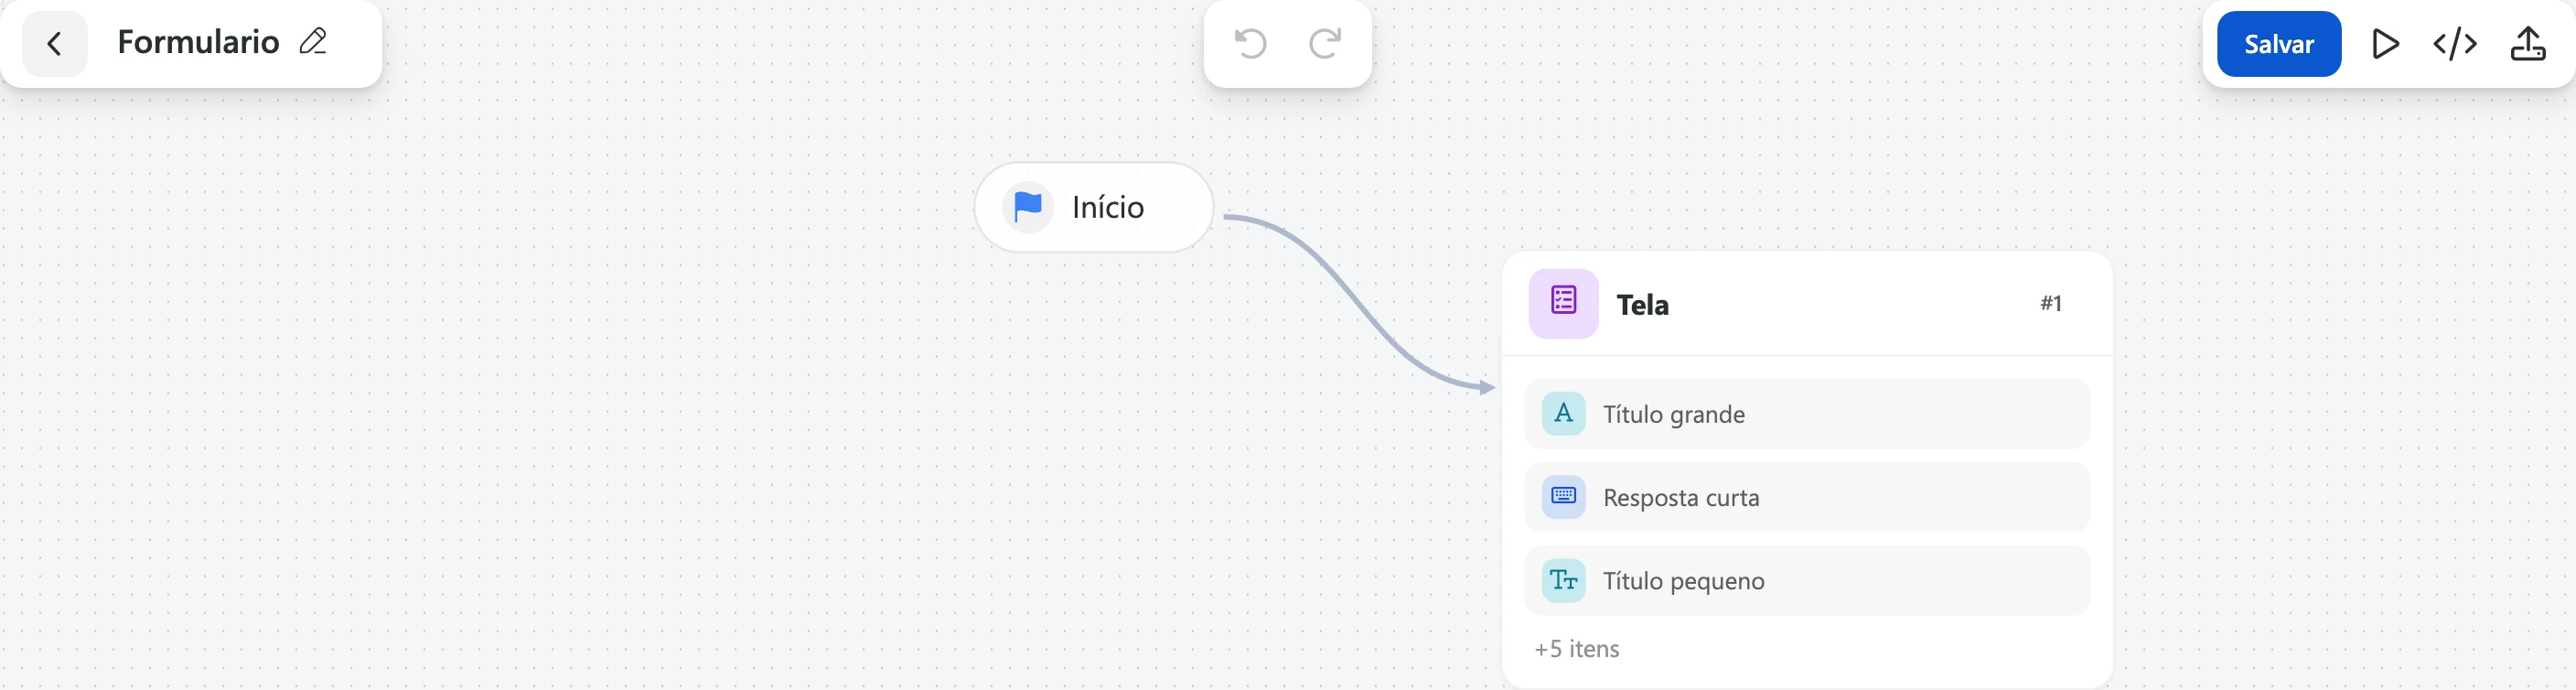 Formulario
Salvar
Início
Tela
#1
Título grande
Resposta curta
Título pequeno
+5 itens